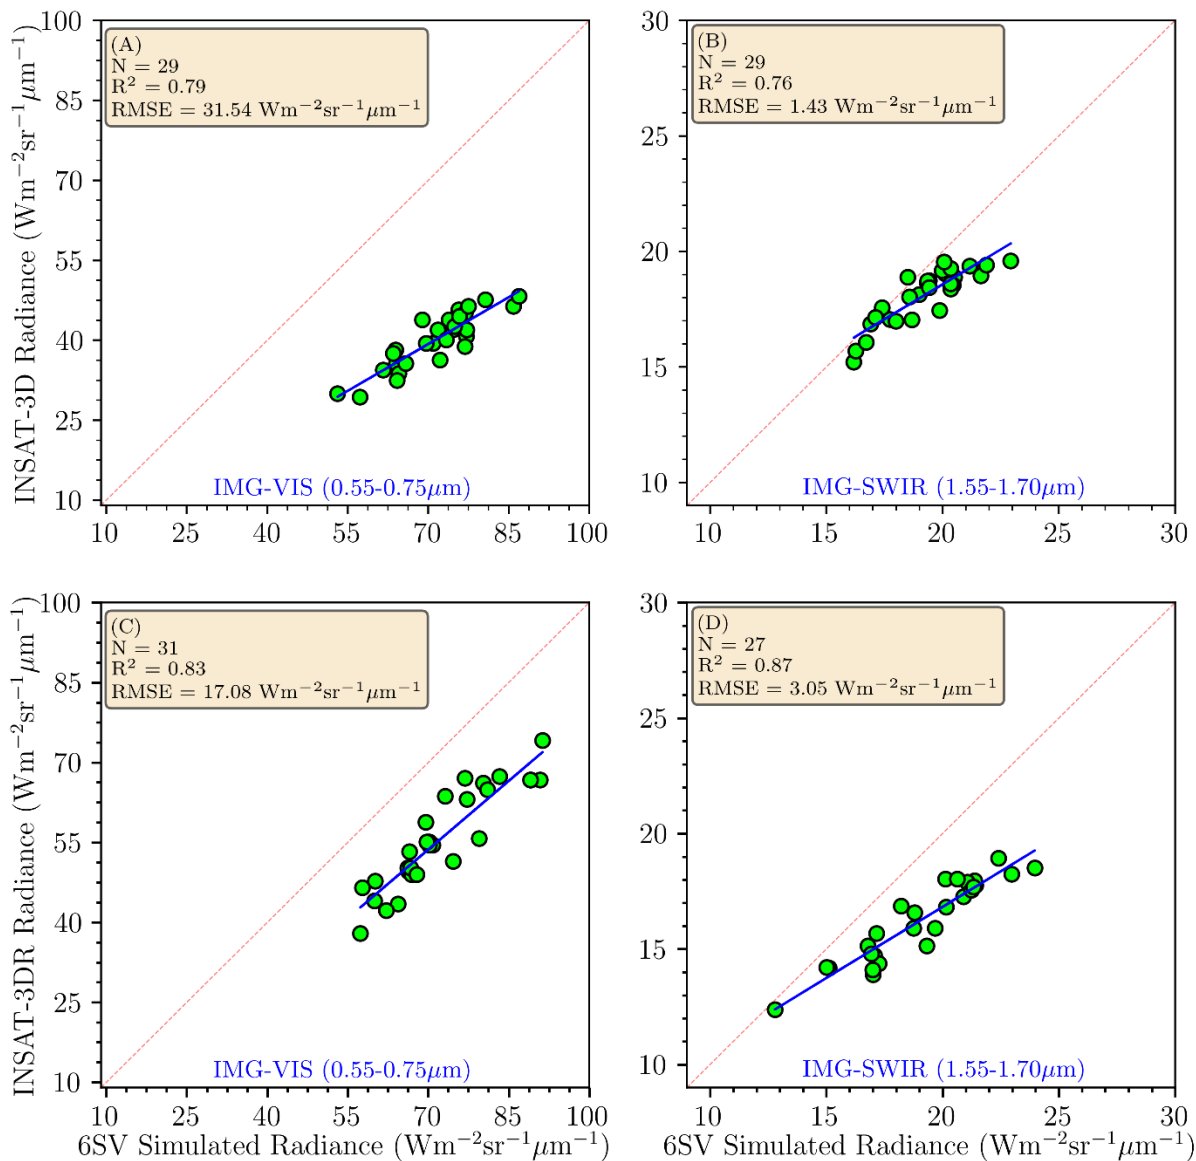 INSAT-3D Radiance (Wm⁻²sr⁻¹μm⁻¹)
100
85
70
55
40
25
10
(A)
N = 29
R² = 0.79
RMSE = 31.54 Wm⁻²sr⁻¹μm⁻¹
IMG-VIS (0.55-0.75μm)
10 25 40 55 70 85 100
30
25
20
15
10
(B)
N = 29
R² = 0.76
RMSE = 1.43 Wm⁻²sr⁻¹μm⁻¹
IMG-SWIR (1.55-1.70μm)
10 15 20 25 30
INSAT-3DR Radiance (Wm⁻²sr⁻¹μm⁻¹)
100
85
70
55
40
25
10
(C)
N = 31
R² = 0.83
RMSE = 17.08 Wm⁻²sr⁻¹μm⁻¹
IMG-VIS (0.55-0.75μm)
10 25 40 55 70 85 100
6SV Simulated Radiance (Wm⁻²sr⁻¹μm⁻¹)
30
25
20
15
10
(D)
N = 27
R² = 0.87
RMSE = 3.05 Wm⁻²sr⁻¹μm⁻¹
IMG-SWIR (1.55-1.70μm)
10 15 20 25 30
6SV Simulated Radiance (Wm⁻²sr⁻¹μm⁻¹)